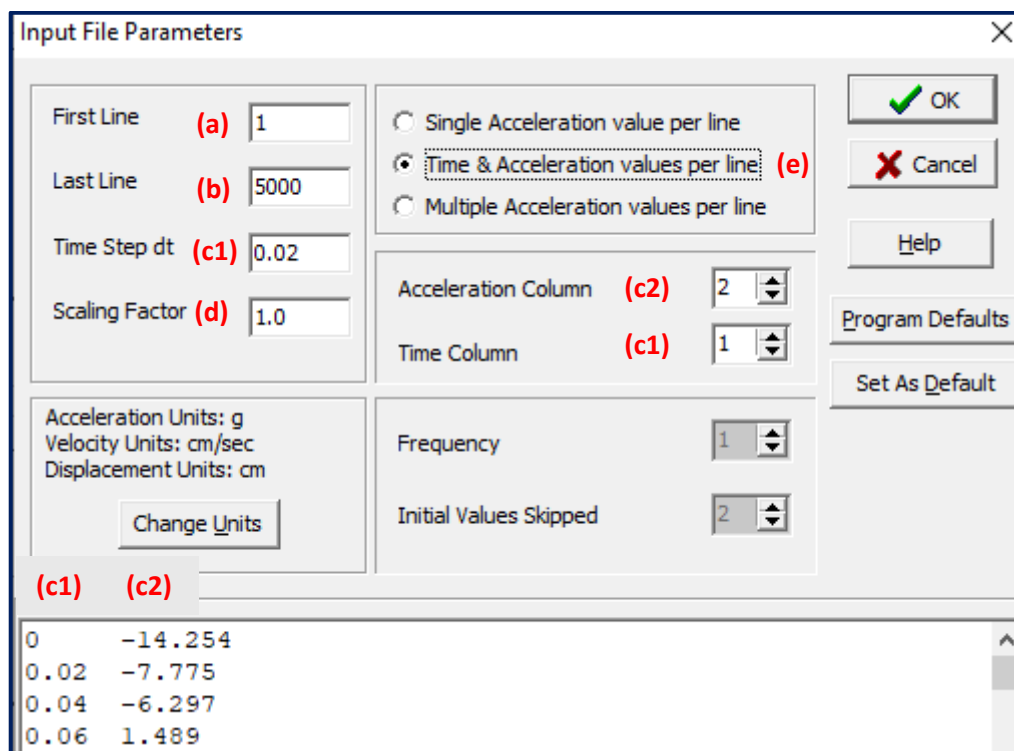 Input File Parameters
First Line (a) 1
Last Line (b) 5000
Time Step dt (c1) 0.02
Scaling Factor (d) 1.0
Single Acceleration value per line
Time & Acceleration values per line (e)
Multiple Acceleration values per line
OK
Cancel
Help
Program Defaults
Set As Default
Acceleration Column (c2) 2
Time Column (c1) 1
Acceleration Units: g
Velocity Units: cm/sec
Displacement Units: cm
Change Units
Frequency 1
Initial Values Skipped 2
(c1) (c2)
0 -14.254
0.02 -7.775
0.04 -6.297
0.06 1.489